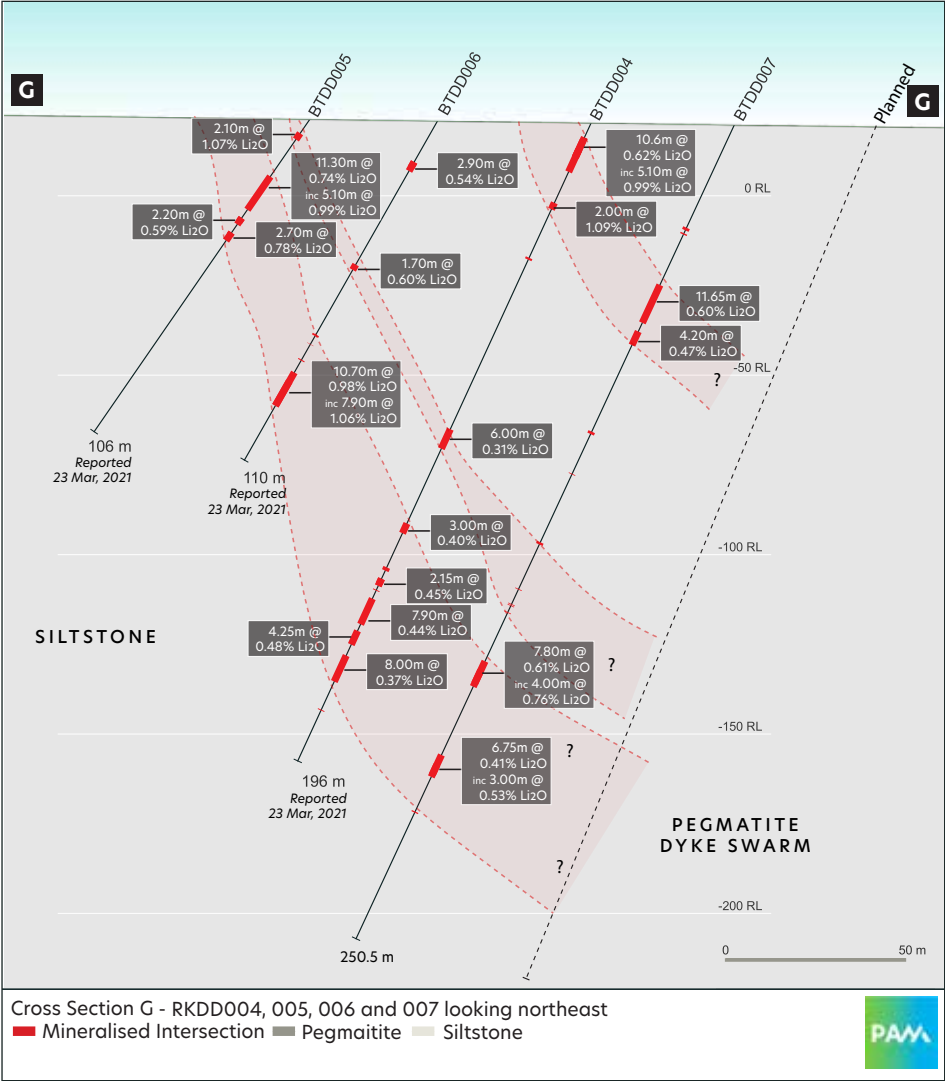 G
BTDD005
BTDD006
BTDD004
BTDD007
Planned
G
2.10m @
1.07% Li2O
11.30m @
0.74% Li2O
inc 5.10m @
0.99% Li2O
2.20m @
0.59% Li2O
2.70m @
0.78% Li2O
2.90m @
0.54% Li2O
1.70m @
0.60% Li2O
10.6m @
0.62% Li2O
inc 5.10m @
0.99% Li2O
2.00m @
1.09% Li2O
0 RL
11.65m @
0.60% Li2O
4.20m @
0.47% Li2O
-50 RL
?
10.70m @
0.98% Li2O
inc 7.90m @
1.06% Li2O
106 m
Reported
23 Mar, 2021
110 m
Reported
23 Mar, 2021
6.00m @
0.31% Li2O
3.00m @
0.40% Li2O
-100 RL
2.15m @
0.45% Li2O
7.90m @
0.44% Li2O
4.25m @
0.48% Li2O
8.00m @
0.37% Li2O
SILTSTONE
7.80m @
0.61% Li2O
inc 4.00m @
0.76% Li2O
?
-150 RL
6.75m @
0.41% Li2O
inc 3.00m @
0.53% Li2O
?
196 m
Reported
23 Mar, 2021
PEGMATITE
DYKE SWARM
?
-200 RL
250.5 m
0 50 m
Cross Section G - RKDD004, 005, 006 and 007 looking northeast
Mineralised Intersection Pegmaitite Siltstone
PAM